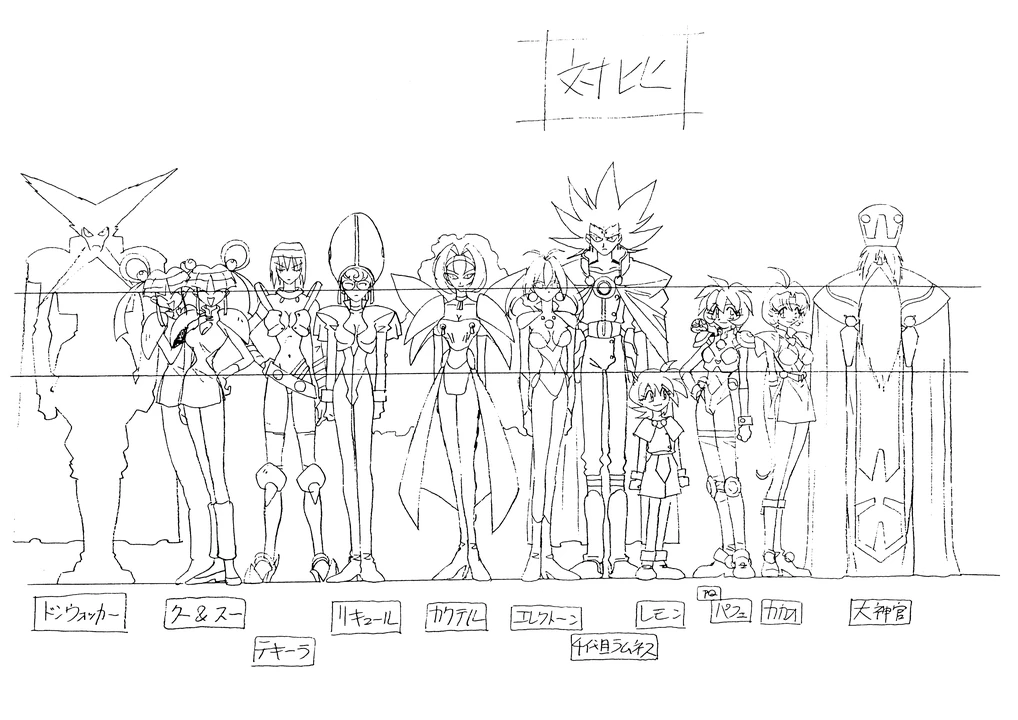 対比
ドンウォッカー
クー&スー
テキーラ
リキュール
カクテル
エレクトーン
4代目ラムネス
レモン
パフェ
カカオ
大神官